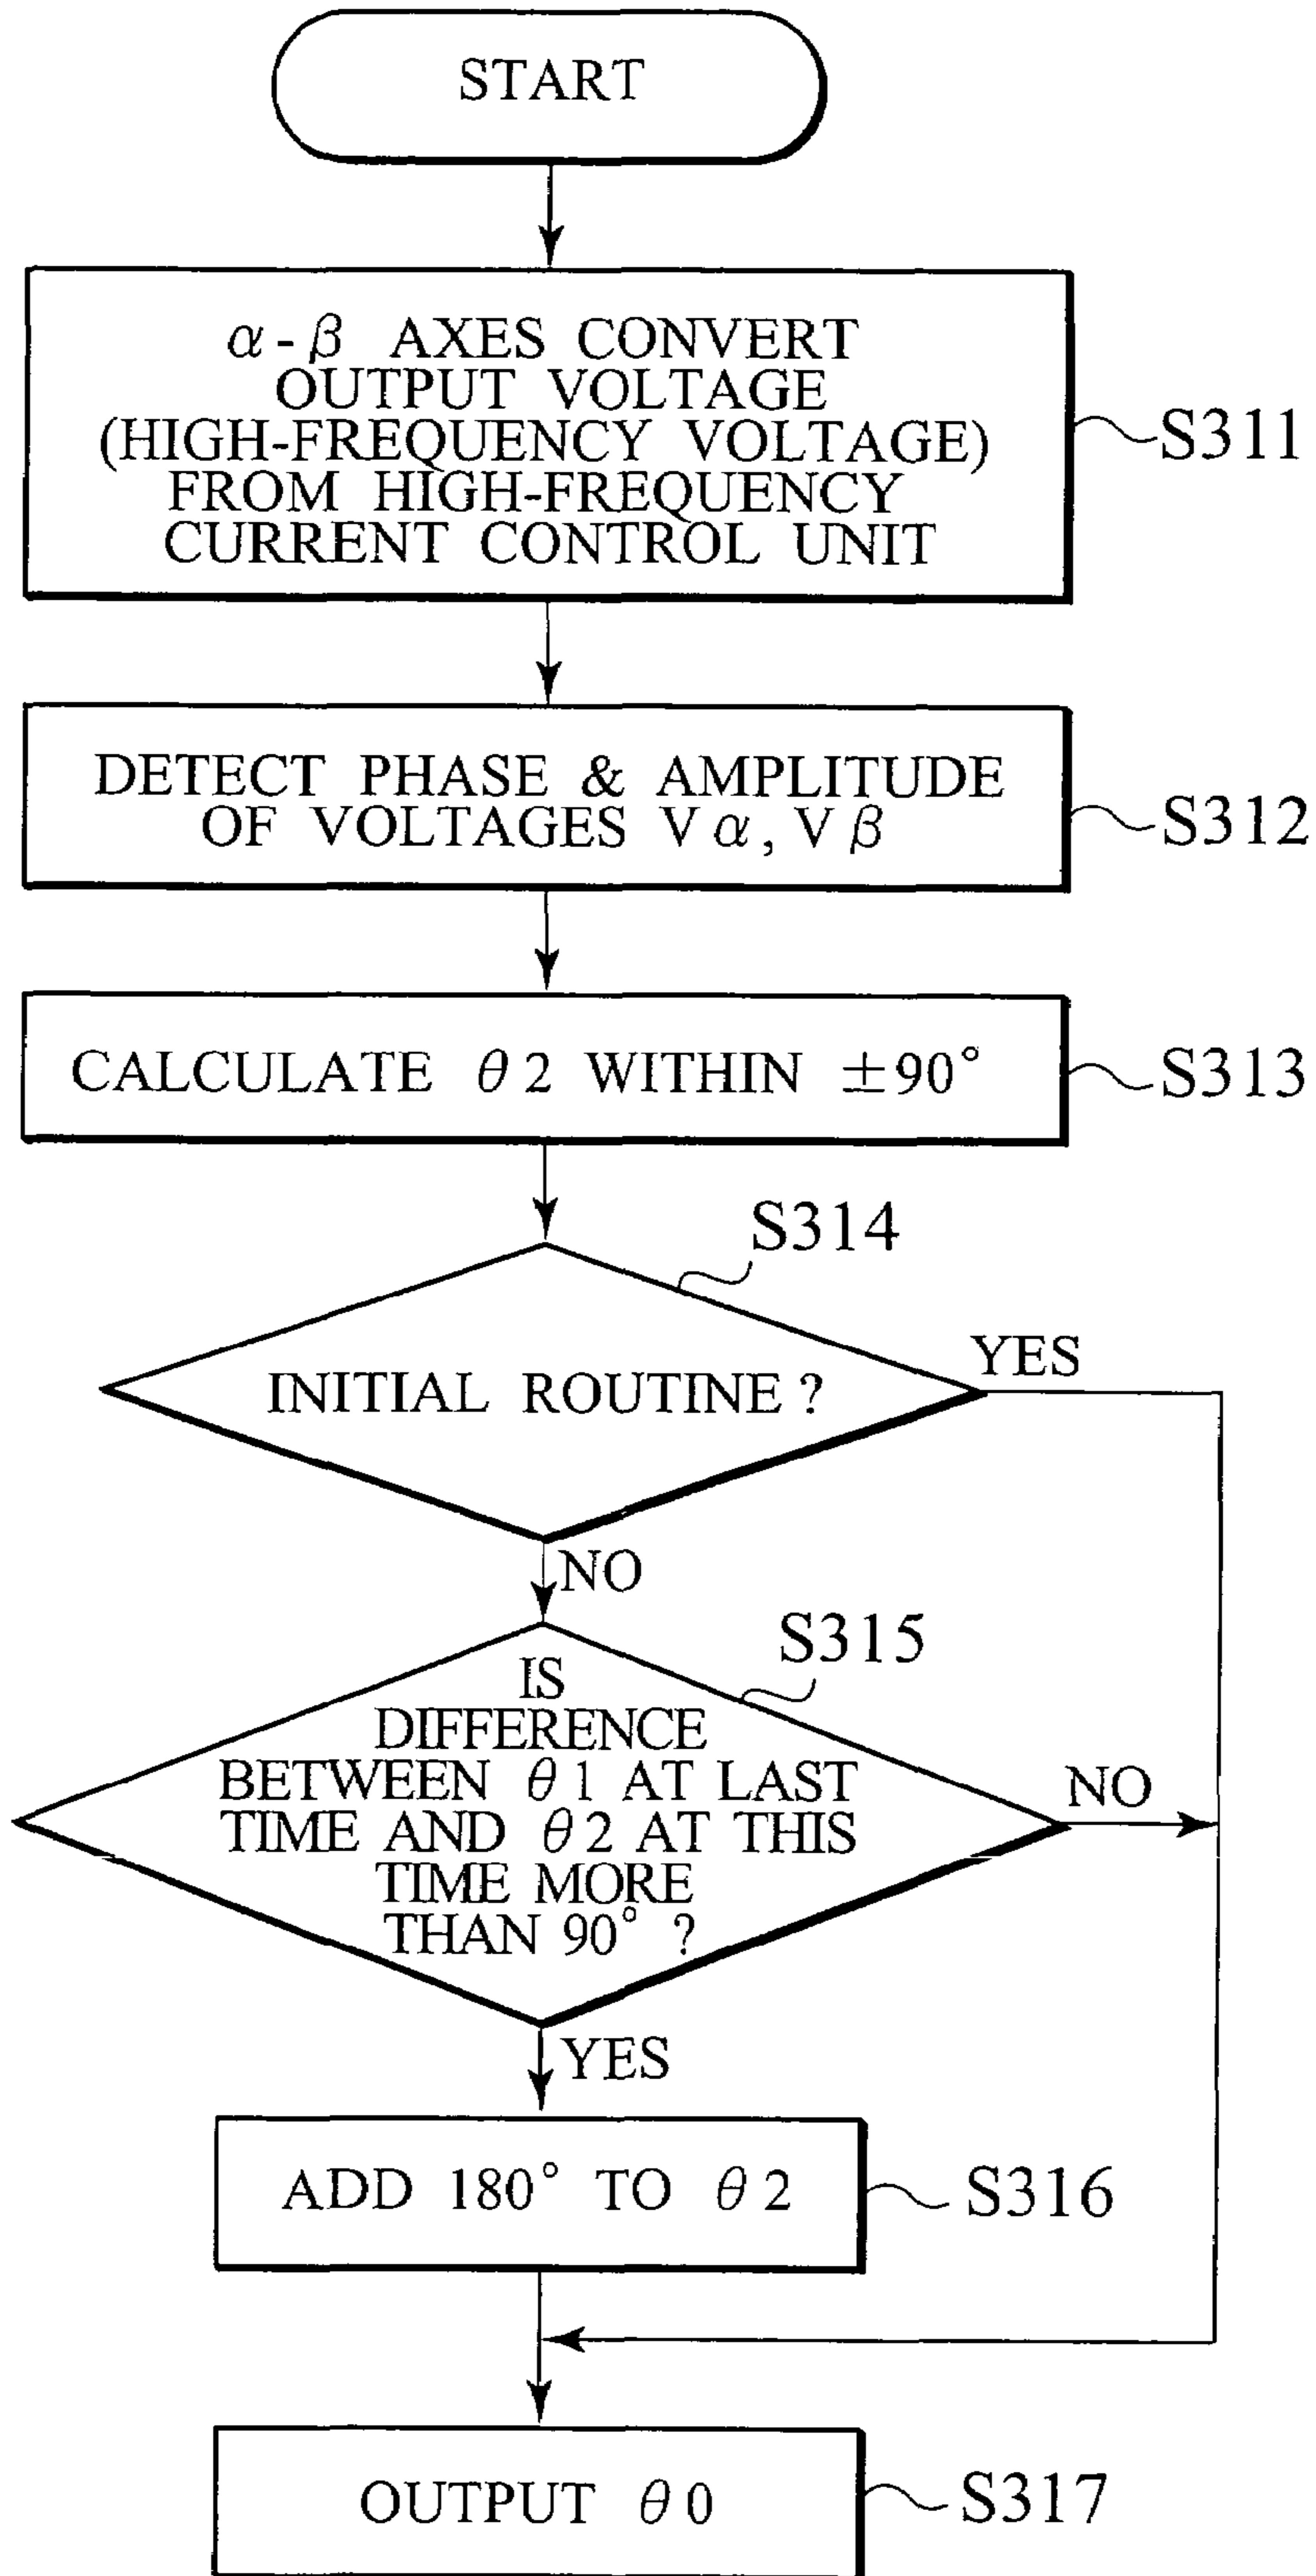 START
α-β AXES CONVERT
OUTPUT VOLTAGE
(HIGH-FREQUENCY VOLTAGE)
FROM HIGH-FREQUENCY
CURRENT CONTROL UNIT
S311
DETECT PHASE & AMPLITUDE
OF VOLTAGES Vα, Vβ
S312
CALCULATE θ2 WITHIN ±90°
S313
S314
INITIAL ROUTINE ?
YES
NO
S315
IS
DIFFERENCE
BETWEEN θ1 AT LAST
TIME AND θ2 AT THIS
TIME MORE
THAN 90° ?
NO
YES
ADD 180° TO θ2
S316
OUTPUT θ0
S317